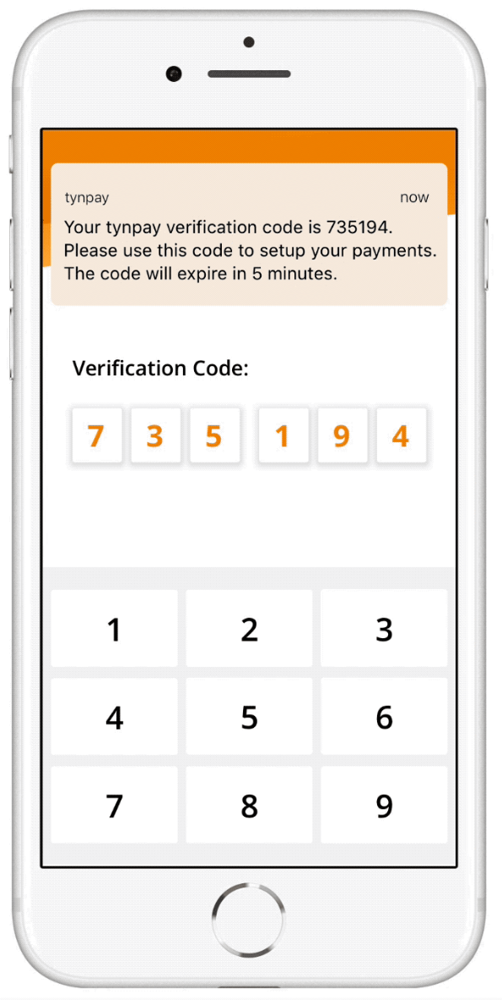 tynpay now
Your tynpay verification code is 735194.
Please use this code to setup your payments.
The code will expire in 5 minutes.
Verification Code:
7 3 5 1 9 4
1 2 3
4 5 6
7 8 9